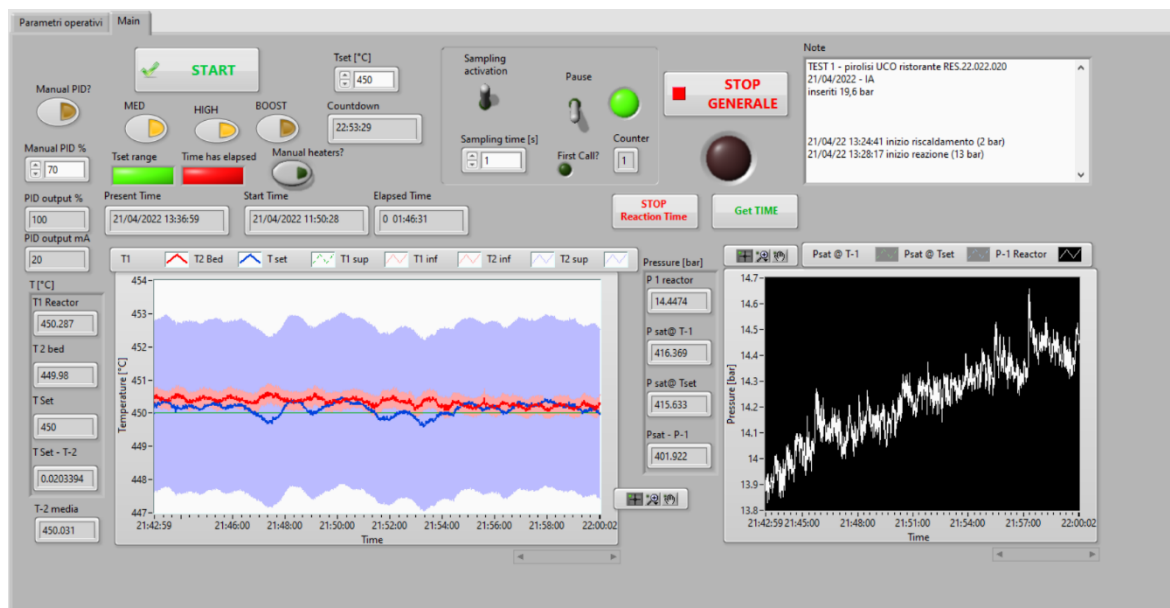 Parametri operativi
Main
START
Tset [°C]
450
Sampling
activation
Pause
STOP
GENERALE
Note
TEST 1 - pirolisi UCO ristorante RES.22.022.020
21/04/2022 - IA
inseriti 19,6 bar
21/04/22 13:24:41 inizio riscaldamento (2 bar)
21/04/22 13:28:17 inizio reazione (13 bar)
Manual PID?
MED
HIGH
BOOST
Countdown
22:53:29
Manual PID %
70
Tset range
Time has elapsed
Manual heaters?
Sampling time [s]
1
First Call?
Counter
1
PID output %
100
Present Time
21/04/2022 13:36:59
Start Time
21/04/2022 11:50:28
Elapsed Time
0 01:46:31
STOP
Reaction Time
Get TIME
PID output mA
20
T1
T2 Bed
T set
T1 sup
T1 inf
T2 inf
T2 sup
T [°C]
T1 Reactor
450.287
T 2 bed
449.98
T Set
450
T Set - T-2
0.0203394
T-2 media
450.031
Temperature [°C]
454
453
452
451
450
449
448
447
21:42:59
21:46:00
21:48:00
21:50:00
21:52:00
21:54:00
21:56:00
21:58:00
22:00:02
Time
Pressure [bar]
P 1 reactor
14.4474
P sat@ T-1
416.369
P sat@ Tset
415.633
Psat - P-1
401.922
Psat @ T-1
Psat @ Tset
P-1 Reactor
Pressure [bar]
14.7
14.6
14.5
14.4
14.3
14.2
14.1
14
13.9
13.8
21:42:59
21:45:00
21:48:00
21:51:00
21:54:00
21:57:00
22:00:02
Time